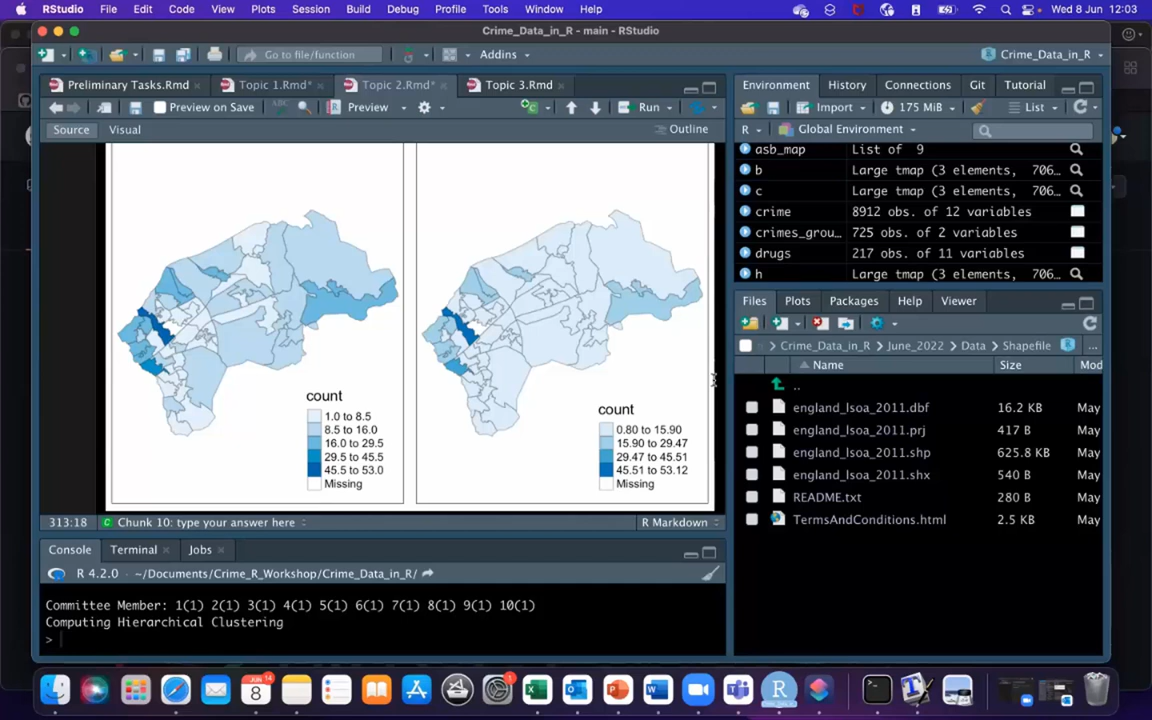 RStudio File Edit Code View Plots Session Build Debug Profile Tools Window Help Wed 8 Jun 12:03
Crime_Data_in_R - main - RStudio
Go to file/function Addins Crime_Data_in_R
Preliminary Tasks.Rmd Topic 1.Rmd* Topic 2.Rmd* Topic 3.Rmd
Preview on Save ABC Preview Run
Source Visual Outline
Environment History Connections Git Tutorial
Import 175 MiB List
R Global Environment
asb_map List of 9
b Large tmap (3 elements, 706…
c Large tmap (3 elements, 706…
crime 8912 obs. of 12 variables
crimes_grou… 725 obs. of 2 variables
drugs 217 obs. of 11 variables
h Large tmap (3 elements, 706…
Files Plots Packages Help Viewer
Crime_Data_in_R June_2022 Data Shapefile ...
Name Size Mod
..
england_lsoa_2011.dbf 16.2 KB May
england_lsoa_2011.prj 417 B May
england_lsoa_2011.shp 625.8 KB May
england_lsoa_2011.shx 540 B May
README.txt 280 B May
TermsAndConditions.html 2.5 KB May
count
1.0 to 8.5
8.5 to 16.0
16.0 to 29.5
29.5 to 45.5
45.5 to 53.0
Missing
count
0.80 to 15.90
15.90 to 29.47
29.47 to 45.51
45.51 to 53.12
Missing
313:18 C Chunk 10: type your answer here R Markdown
Console Terminal Jobs
R 4.2.0 · ~/Documents/Crime_R_Workshop/Crime_Data_in_R/
Committee Member: 1(1) 2(1) 3(1) 4(1) 5(1) 6(1) 7(1) 8(1) 9(1) 10(1)
Computing Hierarchical Clustering
>